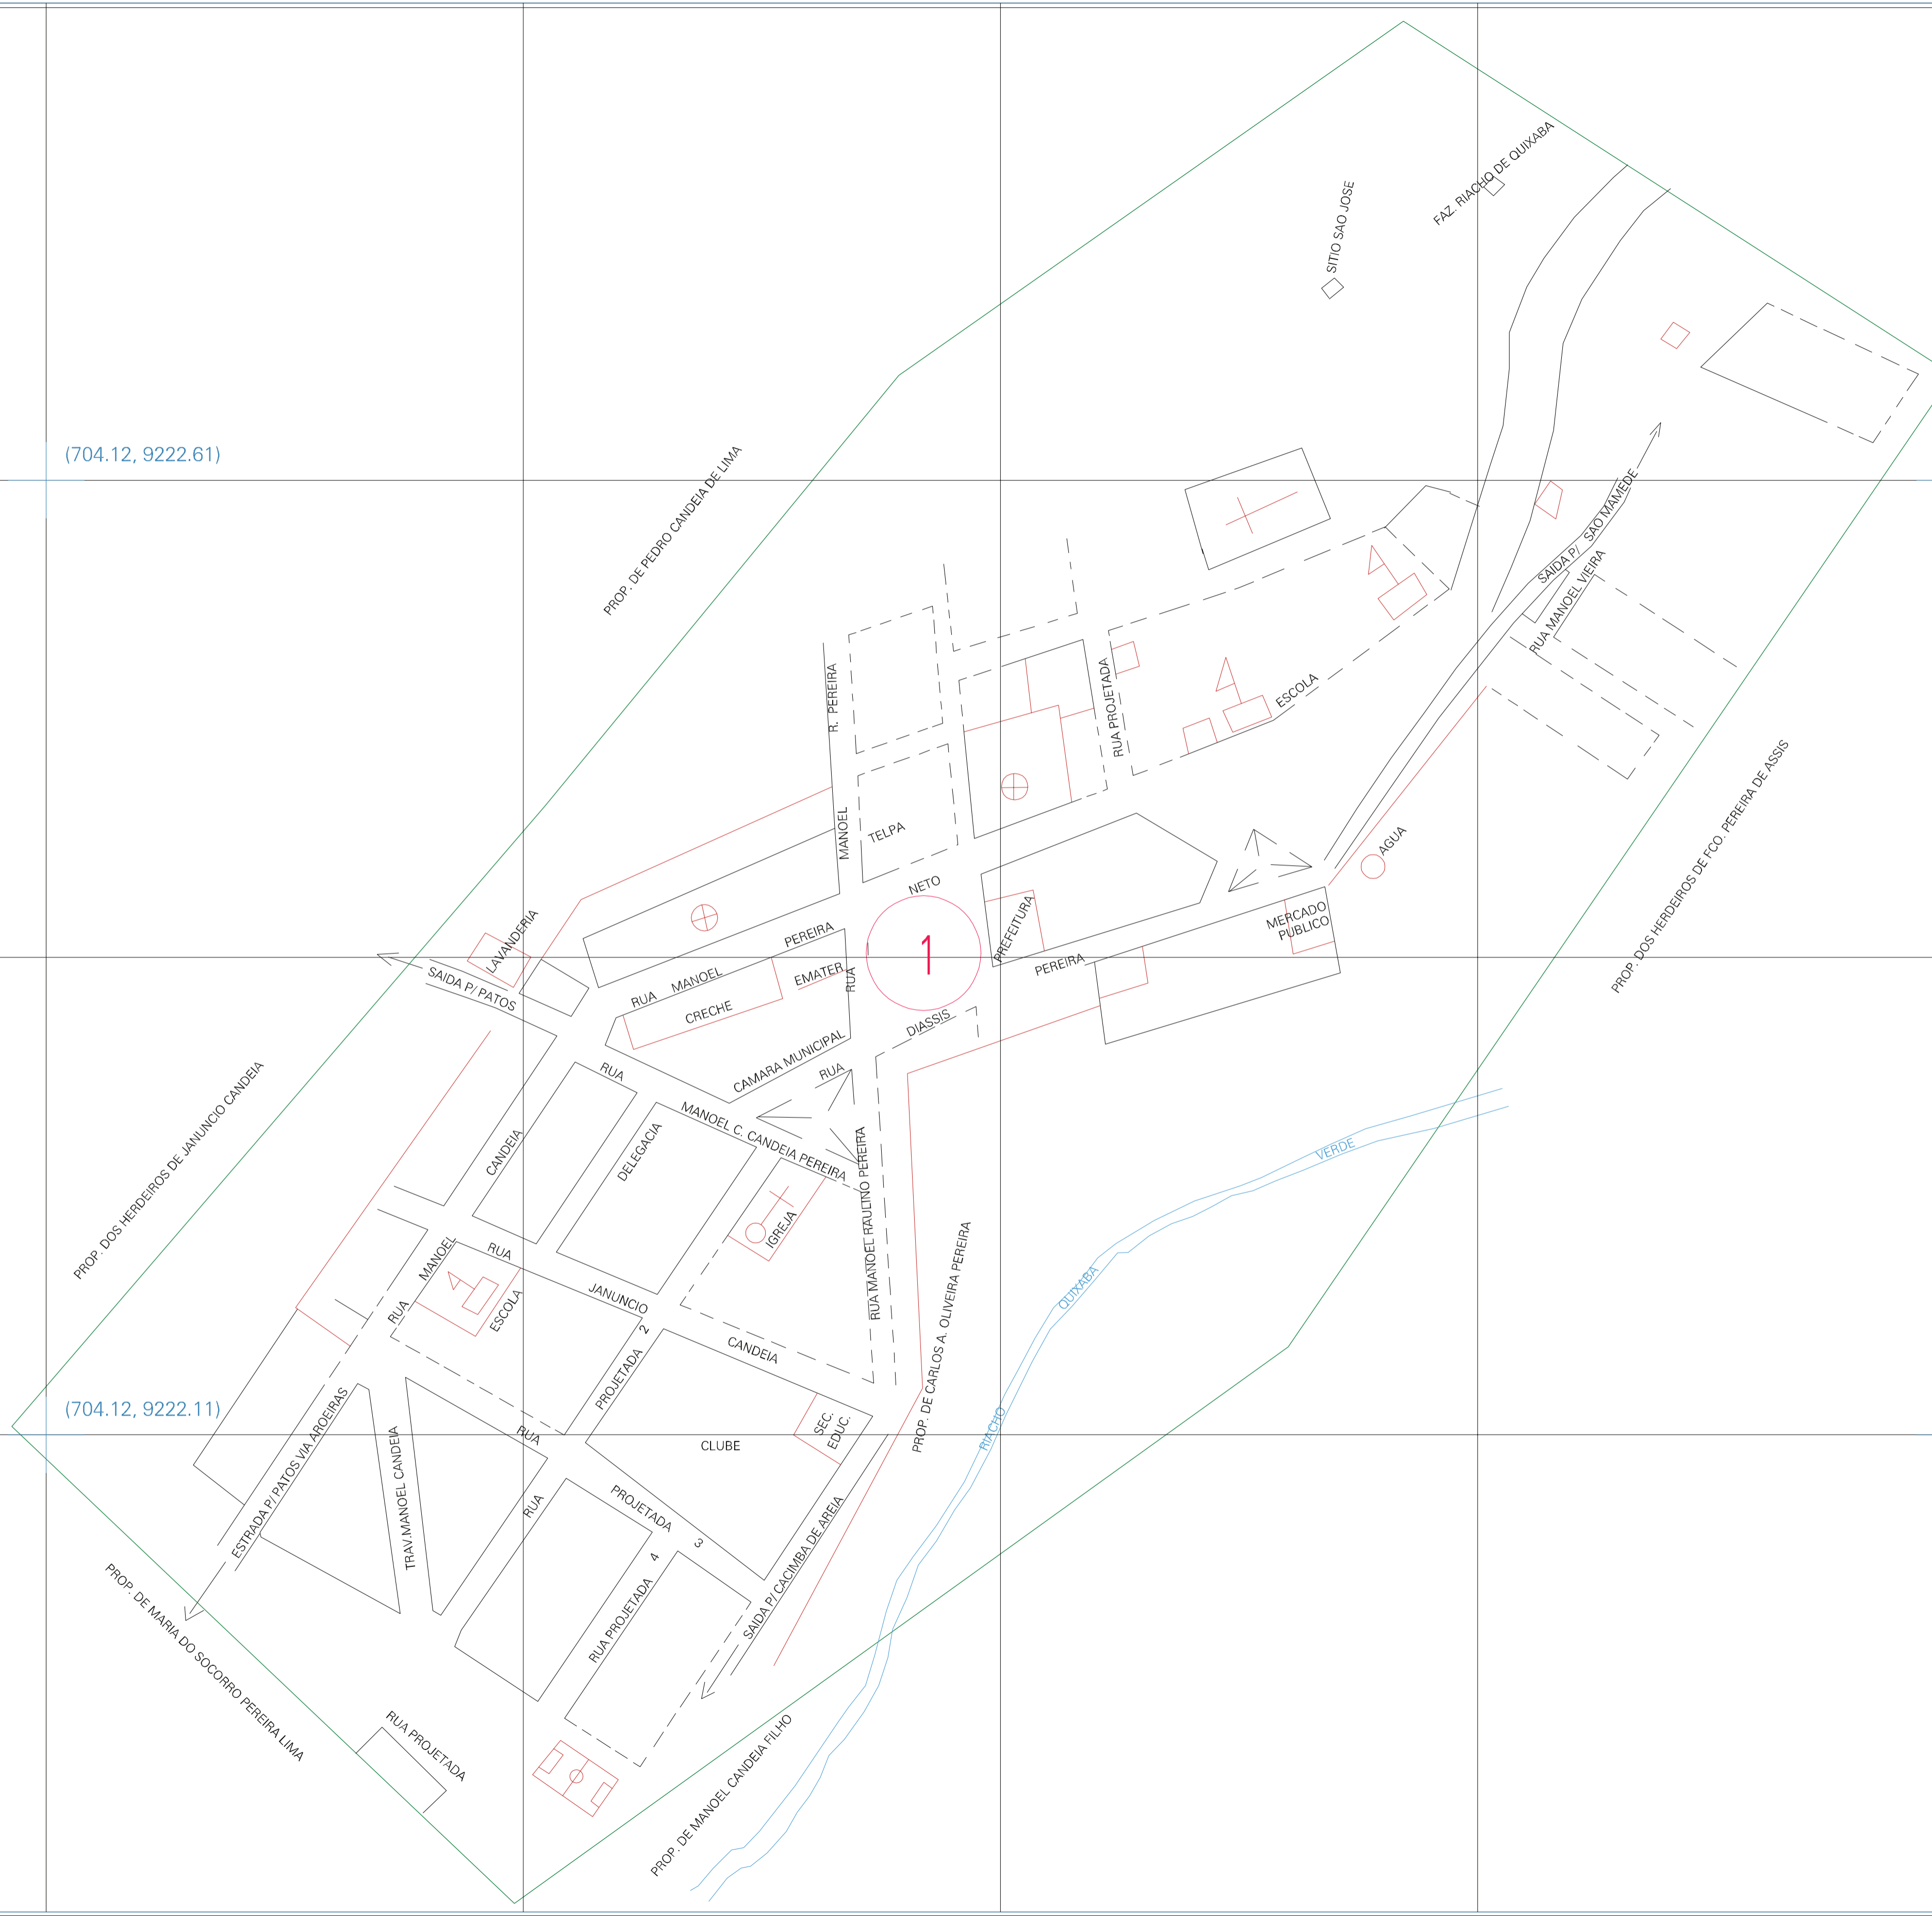 FAZ. RIACHO DE QUIXABA
SITIO SAO JOSE
(704.12, 9222.61)
PROP. DE PEDRO CANDEIA DE LIMA
SAIDA P/ SAO MAMEDE
RUA MANOEL VIEIRA
R. PEREIRA
MANOEL
RUA PROJETADA
ESCOLA
TELPA
NETO
AGUA
PROP. DOS HERDEIROS DE FCO. PEREIRA DE ASSIS
LAVANDERIA
SAIDA P/ PATOS
PEREIRA
RUA MANOEL
1
PREFEITURA
PEREIRA
MERCADO
PUBLICO
EMATER
RUA
CRECHE
DIASSIS
CAMARA MUNICIPAL
RUA
RUA
PROP. DOS HERDEIROS DE JANUNCIO CANDEIA
CANDEIA
DELEGACIA
MANOEL C. CANDEIA PEREIRA
RUA MANOEL RAULINO PEREIRA
IGREJA
VERDE
QUIXABA
RIACHO
MANOEL
RUA
RUA
ESCOLA
JANUNCIO
2
CANDEIA
PROJETADA
PROP. DE CARLOS A. OLIVEIRA PEREIRA
(704.12, 9222.11)
SEC.
EDUC.
CLUBE
ESTRADA P/ PATOS VIA AROEIRAS
TRAV.MANOEL CANDEIA
RUA
RUA
PROJETADA
3
4
RUA PROJETADA
SAIDA P/ CACIMBA DE AREIA
PROP. DE MARIA DO SOCORRO PEREIRA LIMA
RUA PROJETADA
PROP. DE MANOEL CANDEIA FILHO